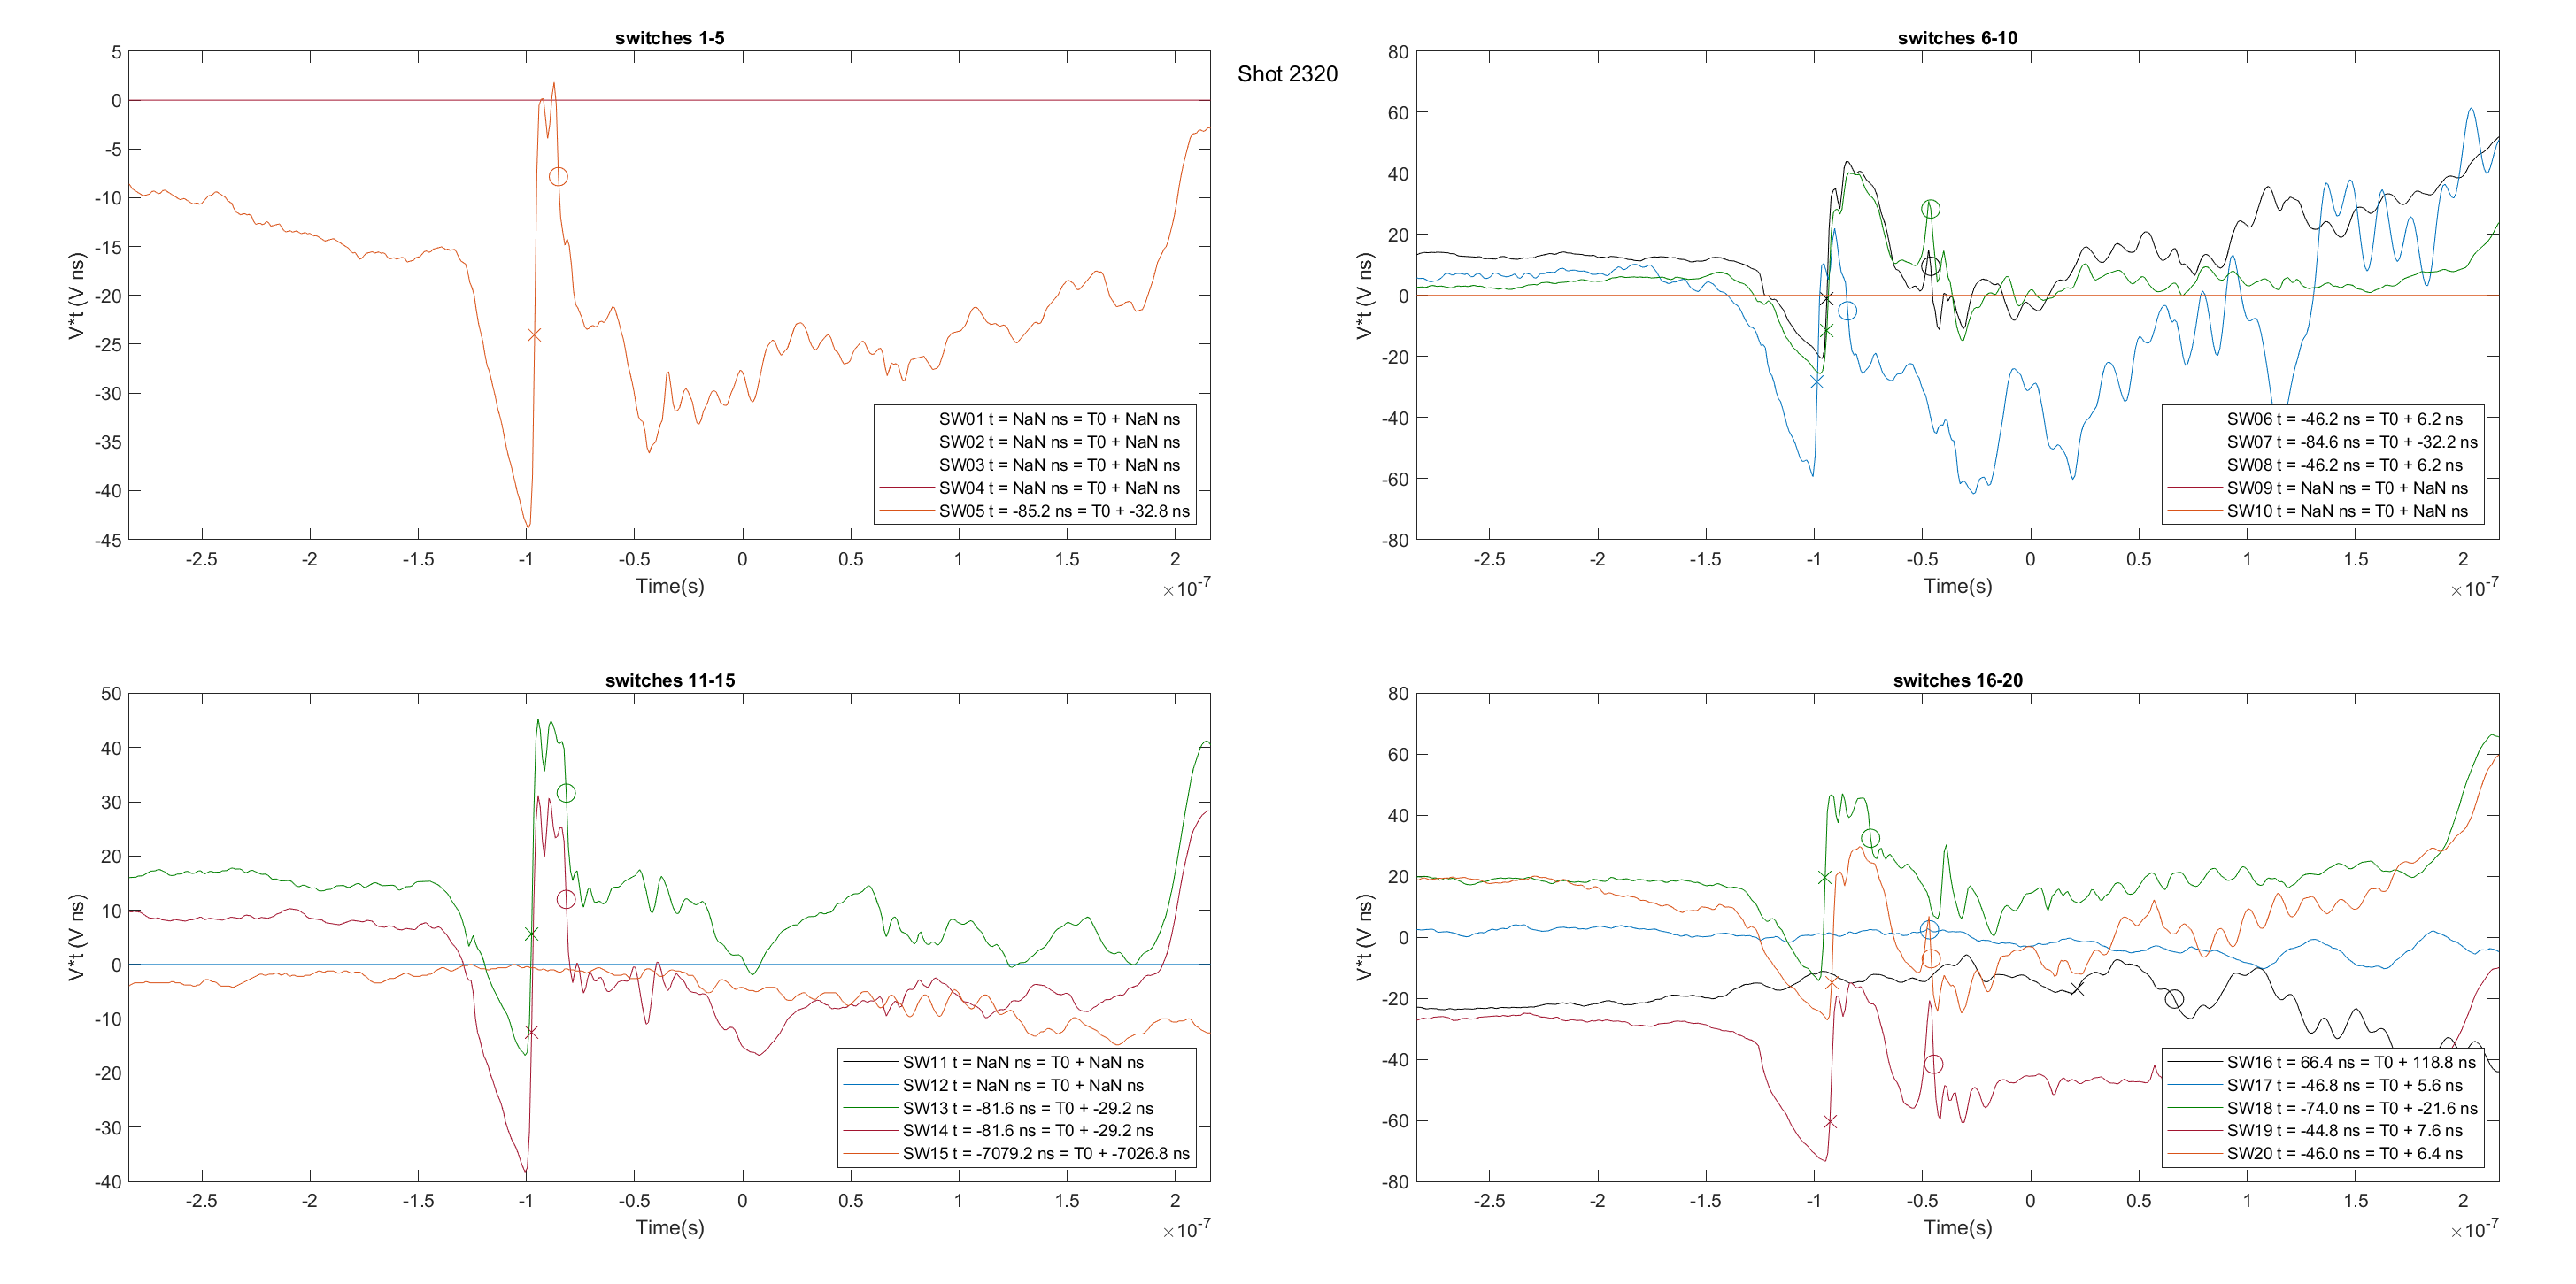 Shot 2320
switches 1-5
5
0
-5
-10
-15
-20
-25
-30
-35
-40
-45
V*t (V ns)
-2.5 -2 -1.5 -1 -0.5 0 0.5 1 1.5 2
Time(s)
×10-7
SW01 t = NaN ns = T0 + NaN ns
SW02 t = NaN ns = T0 + NaN ns
SW03 t = NaN ns = T0 + NaN ns
SW04 t = NaN ns = T0 + NaN ns
SW05 t = -85.2 ns = T0 + -32.8 ns
switches 6-10
80
60
40
20
0
-20
-40
-60
-80
V*t (V ns)
-2.5 -2 -1.5 -1 -0.5 0 0.5 1 1.5 2
Time(s)
×10-7
SW06 t = -46.2 ns = T0 + 6.2 ns
SW07 t = -84.6 ns = T0 + -32.2 ns
SW08 t = -46.2 ns = T0 + 6.2 ns
SW09 t = NaN ns = T0 + NaN ns
SW10 t = NaN ns = T0 + NaN ns
switches 11-15
50
40
30
20
10
0
-10
-20
-30
-40
V*t (V ns)
-2.5 -2 -1.5 -1 -0.5 0 0.5 1 1.5 2
Time(s)
×10-7
SW11 t = NaN ns = T0 + NaN ns
SW12 t = NaN ns = T0 + NaN ns
SW13 t = -81.6 ns = T0 + -29.2 ns
SW14 t = -81.6 ns = T0 + -29.2 ns
SW15 t = -7079.2 ns = T0 + -7026.8 ns
switches 16-20
80
60
40
20
0
-20
-40
-60
-80
V*t (V ns)
-2.5 -2 -1.5 -1 -0.5 0 0.5 1 1.5 2
Time(s)
×10-7
SW16 t = 66.4 ns = T0 + 118.8 ns
SW17 t = -46.8 ns = T0 + 5.6 ns
SW18 t = -74.0 ns = T0 + -21.6 ns
SW19 t = -44.8 ns = T0 + 7.6 ns
SW20 t = -46.0 ns = T0 + 6.4 ns